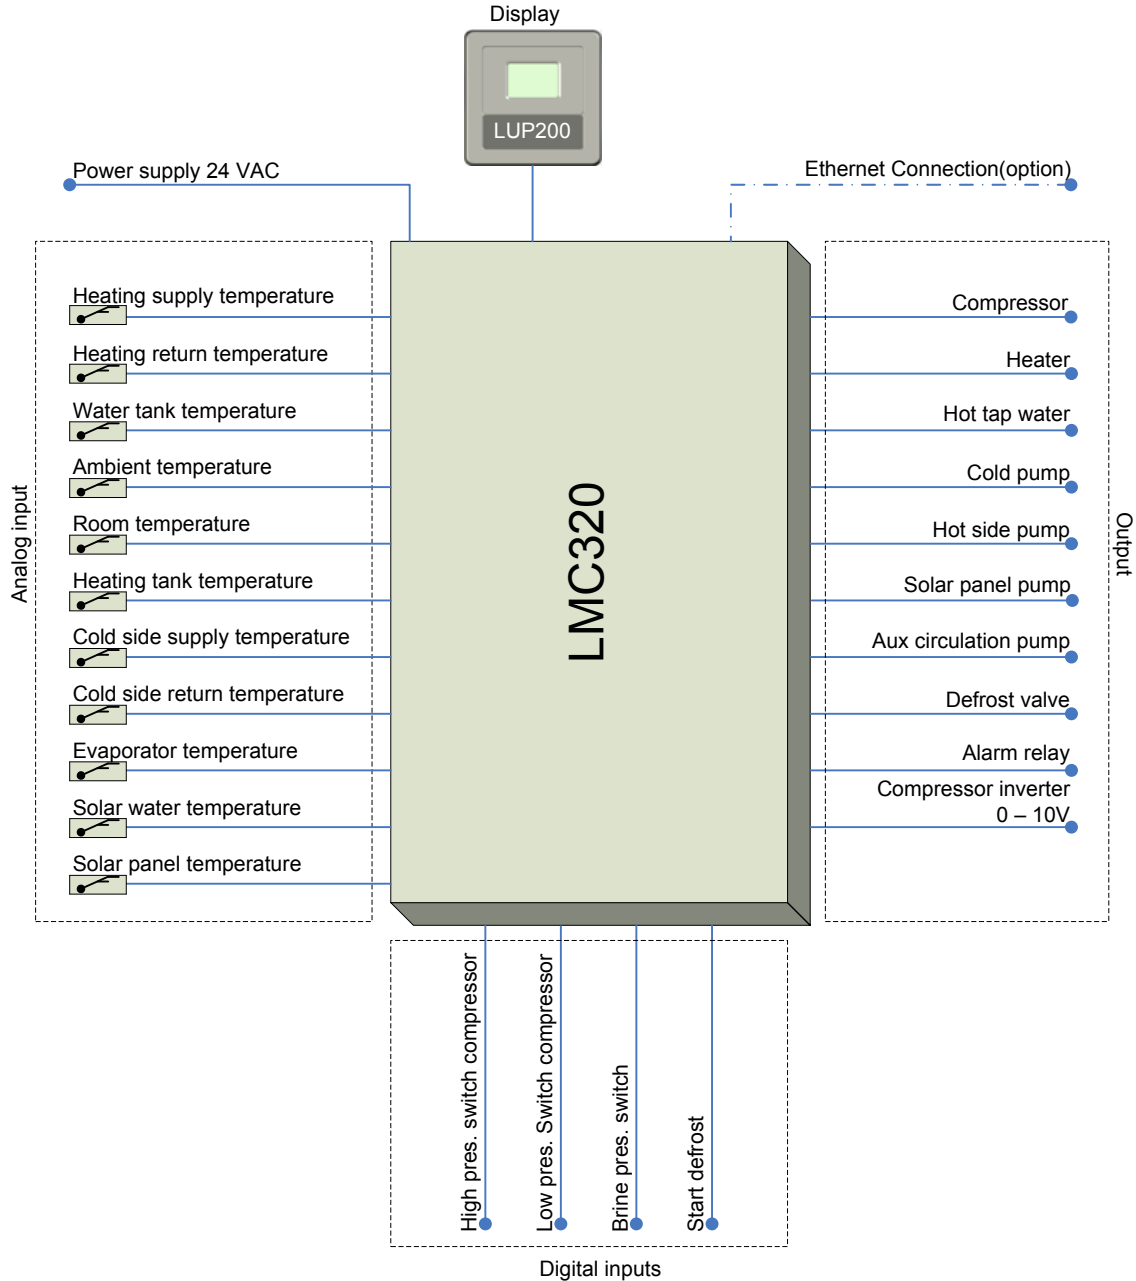 Display
LUP200
Power supply 24 VAC
Ethernet Connection(option)
Analog input
Heating supply temperature
Heating return temperature
Water tank temperature
Ambient temperature
Room temperature
Heating tank temperature
Cold side supply temperature
Cold side return temperature
Evaporator temperature
Solar water temperature
Solar panel temperature
LMC320
Compressor
Heater
Hot tap water
Cold pump
Hot side pump
Solar panel pump
Aux circulation pump
Defrost valve
Alarm relay
Compressor inverter
0 – 10V
Output
High pres. switch compressor
Low pres. Switch compressor
Brine pres. switch
Start defrost
Digital inputs